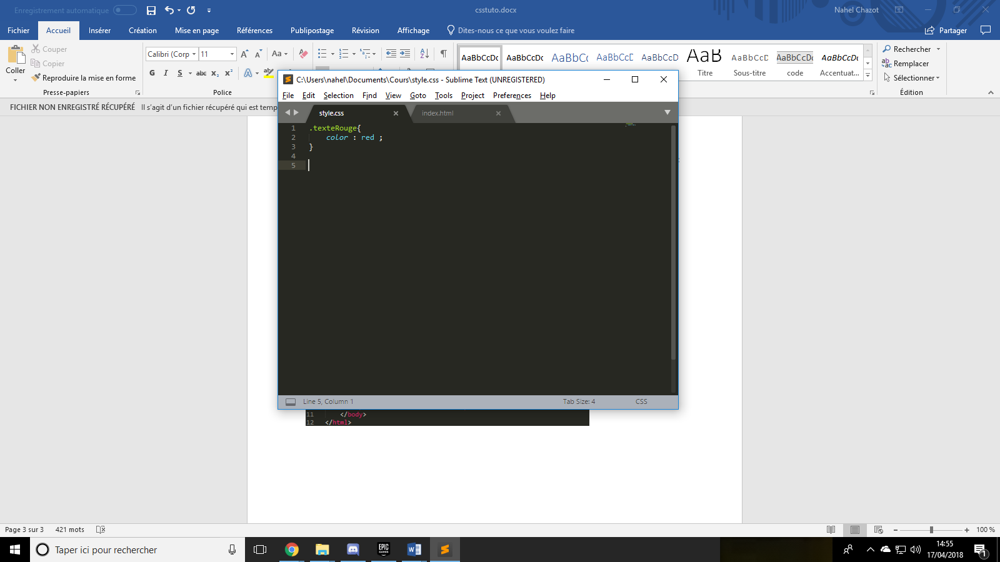 Enregistrement automatique
csstuto.docx
Nahel Chazot
Fichier Accueil Insérer Création Mise en page Références Publipostage Révision Affichage Dites-nous ce que vous voulez faire Partager
Coller
Couper
Copier
Reproduire la mise en forme
Presse-papiers
Calibri (Corp 11
G I S abc x₂ x²
Police
AaBbCcDc AaBbCcDc AaBbCc AaBbCcD AaBbCcD AaB AaBbCcD AaBbCcDc AaBbCcDc
Titre Sous-titre code Accentuat...
Rechercher
Remplacer
Sélectionner
Édition
FICHIER NON ENREGISTRÉ RÉCUPÉRÉ Il s'agit d'un fichier récupéré qui est temp
C:\Users\nahel\Documents\Cours\style.css - Sublime Text (UNREGISTERED)
File Edit Selection Find View Goto Tools Project Preferences Help
style.css index.html
1 .texteRouge{
2 color : red ;
3 }
4
5
Line 5, Column 1 Tab Size: 4 CSS
11 </body>
12 </html>
Page 3 sur 3 421 mots 100 %
Taper ici pour rechercher
EPIC GAMES
14:55
17/04/2018
1